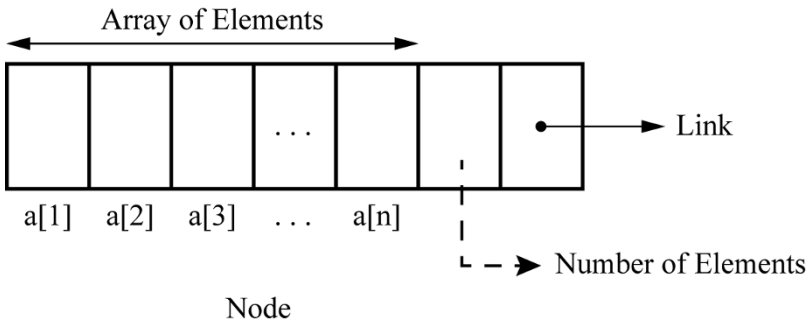 Array of Elements
. . .
Link
a[1] a[2] a[3] . . . a[n]
Number of Elements
Node